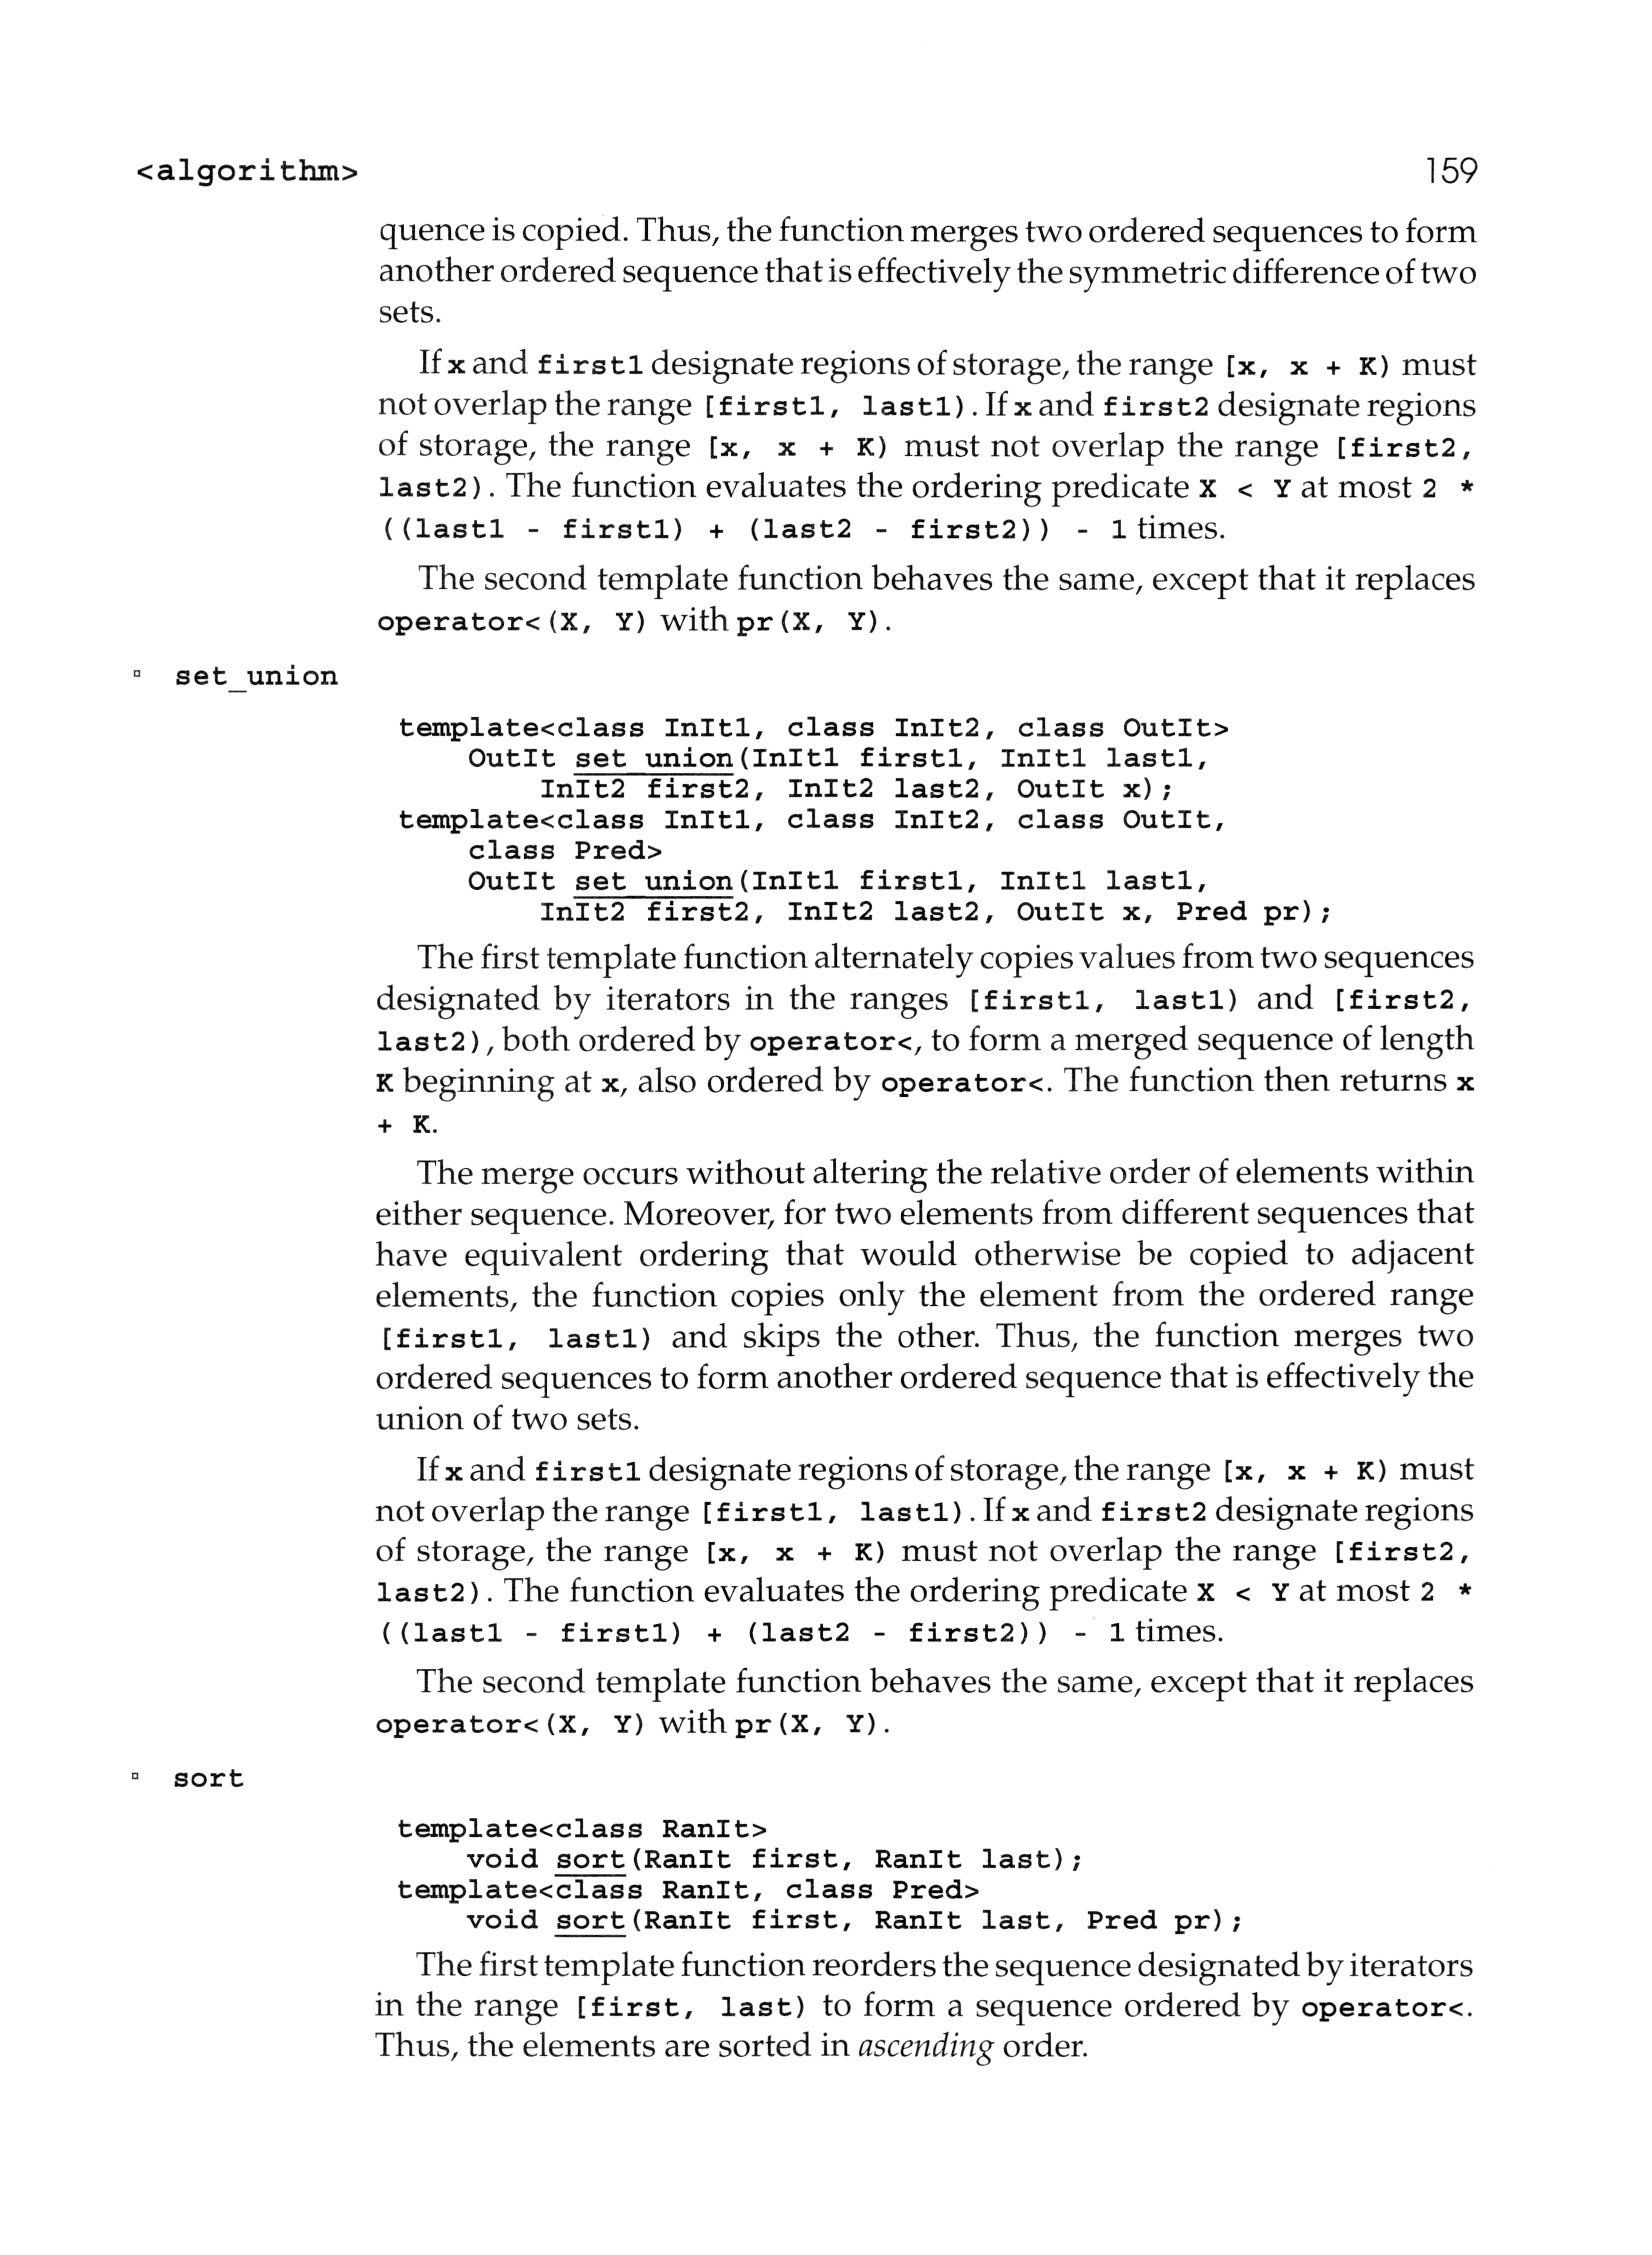 <algorithm> 159
quence is copied. Thus, the function merges two ordered sequences to form
another ordered sequence that is effectively the symmetric difference of two
sets.
If x and first1 designate regions of storage, the range [x, x + K) must
not overlap the range [first1, last1). If x and first2 designate regions
of storage, the range [x, x + K) must not overlap the range [first2,
last2). The function evaluates the ordering predicate X < Y at most 2 *
((last1 - first1) + (last2 - first2)) - 1 times.
The second template function behaves the same, except that it replaces
operator<(X, Y) with pr(X, Y).
▫ set_union
template<class InIt1, class InIt2, class OutIt>
OutIt set_union(InIt1 first1, InIt1 last1,
InIt2 first2, InIt2 last2, OutIt x);
template<class InIt1, class InIt2, class OutIt,
class Pred>
OutIt set_union(InIt1 first1, InIt1 last1,
InIt2 first2, InIt2 last2, OutIt x, Pred pr);
The first template function alternately copies values from two sequences
designated by iterators in the ranges [first1, last1) and [first2,
last2), both ordered by operator<, to form a merged sequence of length
K beginning at x, also ordered by operator<. The function then returns x
+ K.
The merge occurs without altering the relative order of elements within
either sequence. Moreover, for two elements from different sequences that
have equivalent ordering that would otherwise be copied to adjacent
elements, the function copies only the element from the ordered range
[first1, last1) and skips the other. Thus, the function merges two
ordered sequences to form another ordered sequence that is effectively the
union of two sets.
If x and first1 designate regions of storage, the range [x, x + K) must
not overlap the range [first1, last1). If x and first2 designate regions
of storage, the range [x, x + K) must not overlap the range [first2,
last2). The function evaluates the ordering predicate X < Y at most 2 *
((last1 - first1) + (last2 - first2)) - 1 times.
The second template function behaves the same, except that it replaces
operator<(X, Y) with pr(X, Y).
▫ sort
template<class RanIt>
void sort(RanIt first, RanIt last);
template<class RanIt, class Pred>
void sort(RanIt first, RanIt last, Pred pr);
The first template function reorders the sequence designated by iterators
in the range [first, last) to form a sequence ordered by operator<.
Thus, the elements are sorted in ascending order.